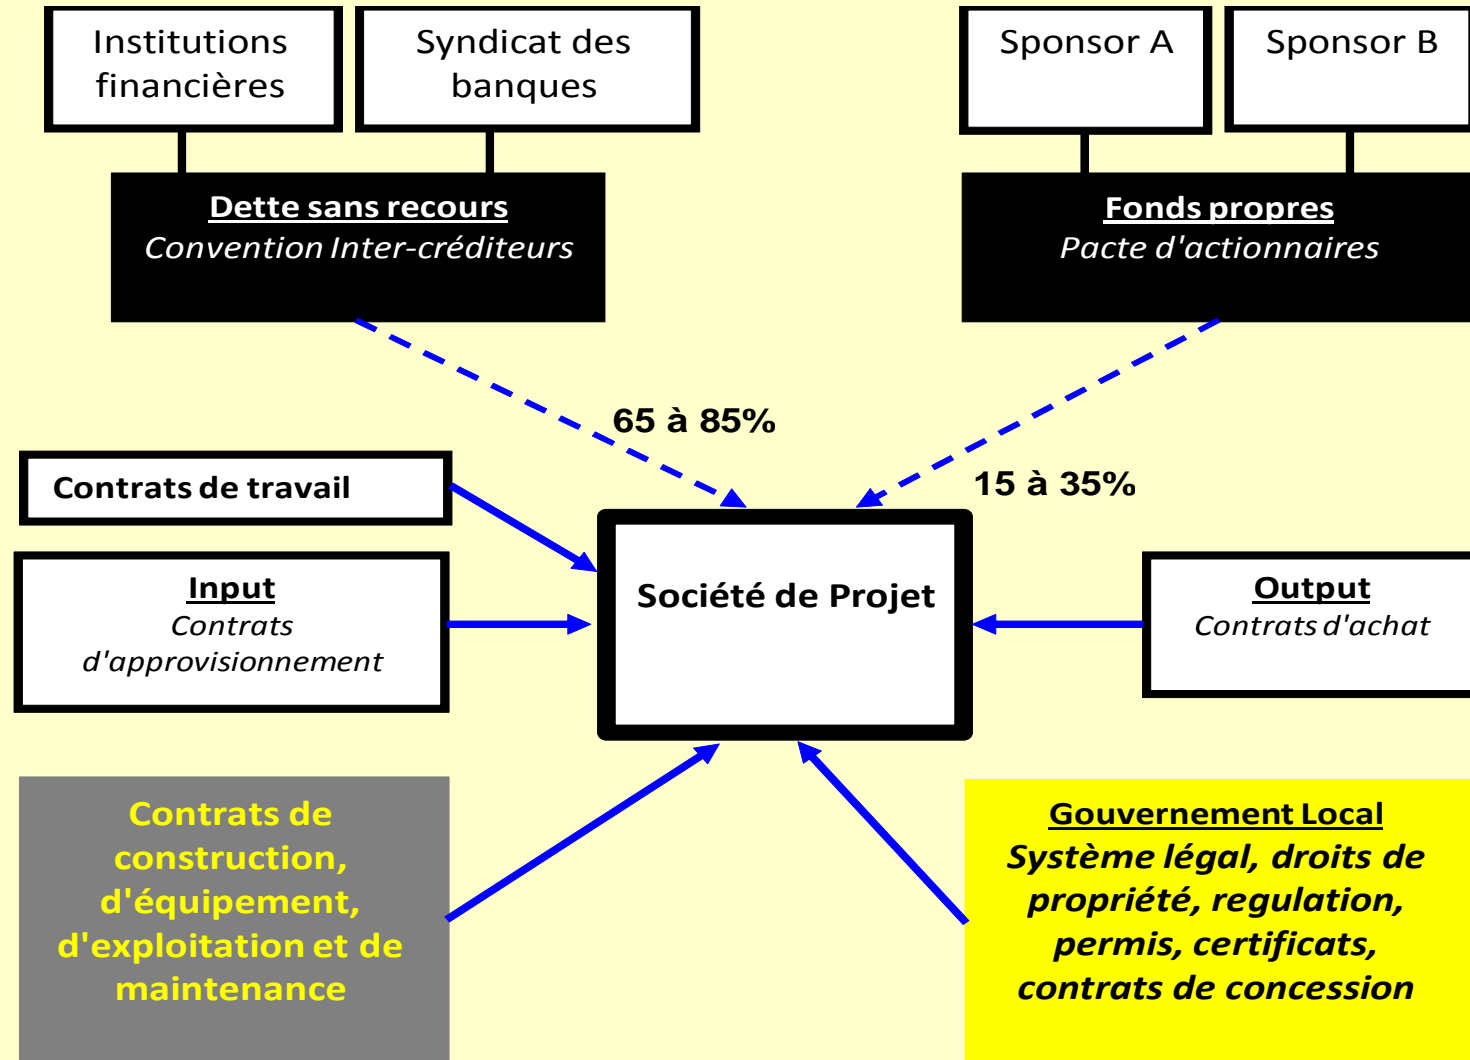 Institutions
financières
Syndicat des
banques
Sponsor A
Sponsor B
Dette sans recours
Convention Inter-créditeurs
Fonds propres
Pacte d'actionnaires
65 à 85%
15 à 35%
Contrats de travail
Input
Contrats
d'approvisionnement
Société de Projet
Output
Contrats d'achat
Contrats de
construction,
d'équipement,
d'exploitation et de
maintenance
Gouvernement Local
Système légal, droits de
propriété, regulation,
permis, certificats,
contrats de concession